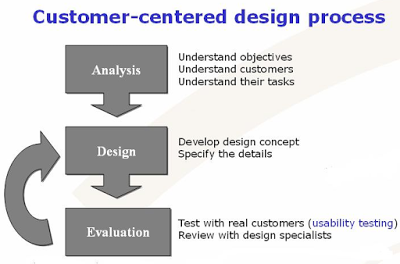 Customer-centered design process
Analysis
Understand objectives
Understand customers
Understand their tasks
Design
Develop design concept
Specify the details
Evaluation
Test with real customers (usability testing)
Review with design specialists